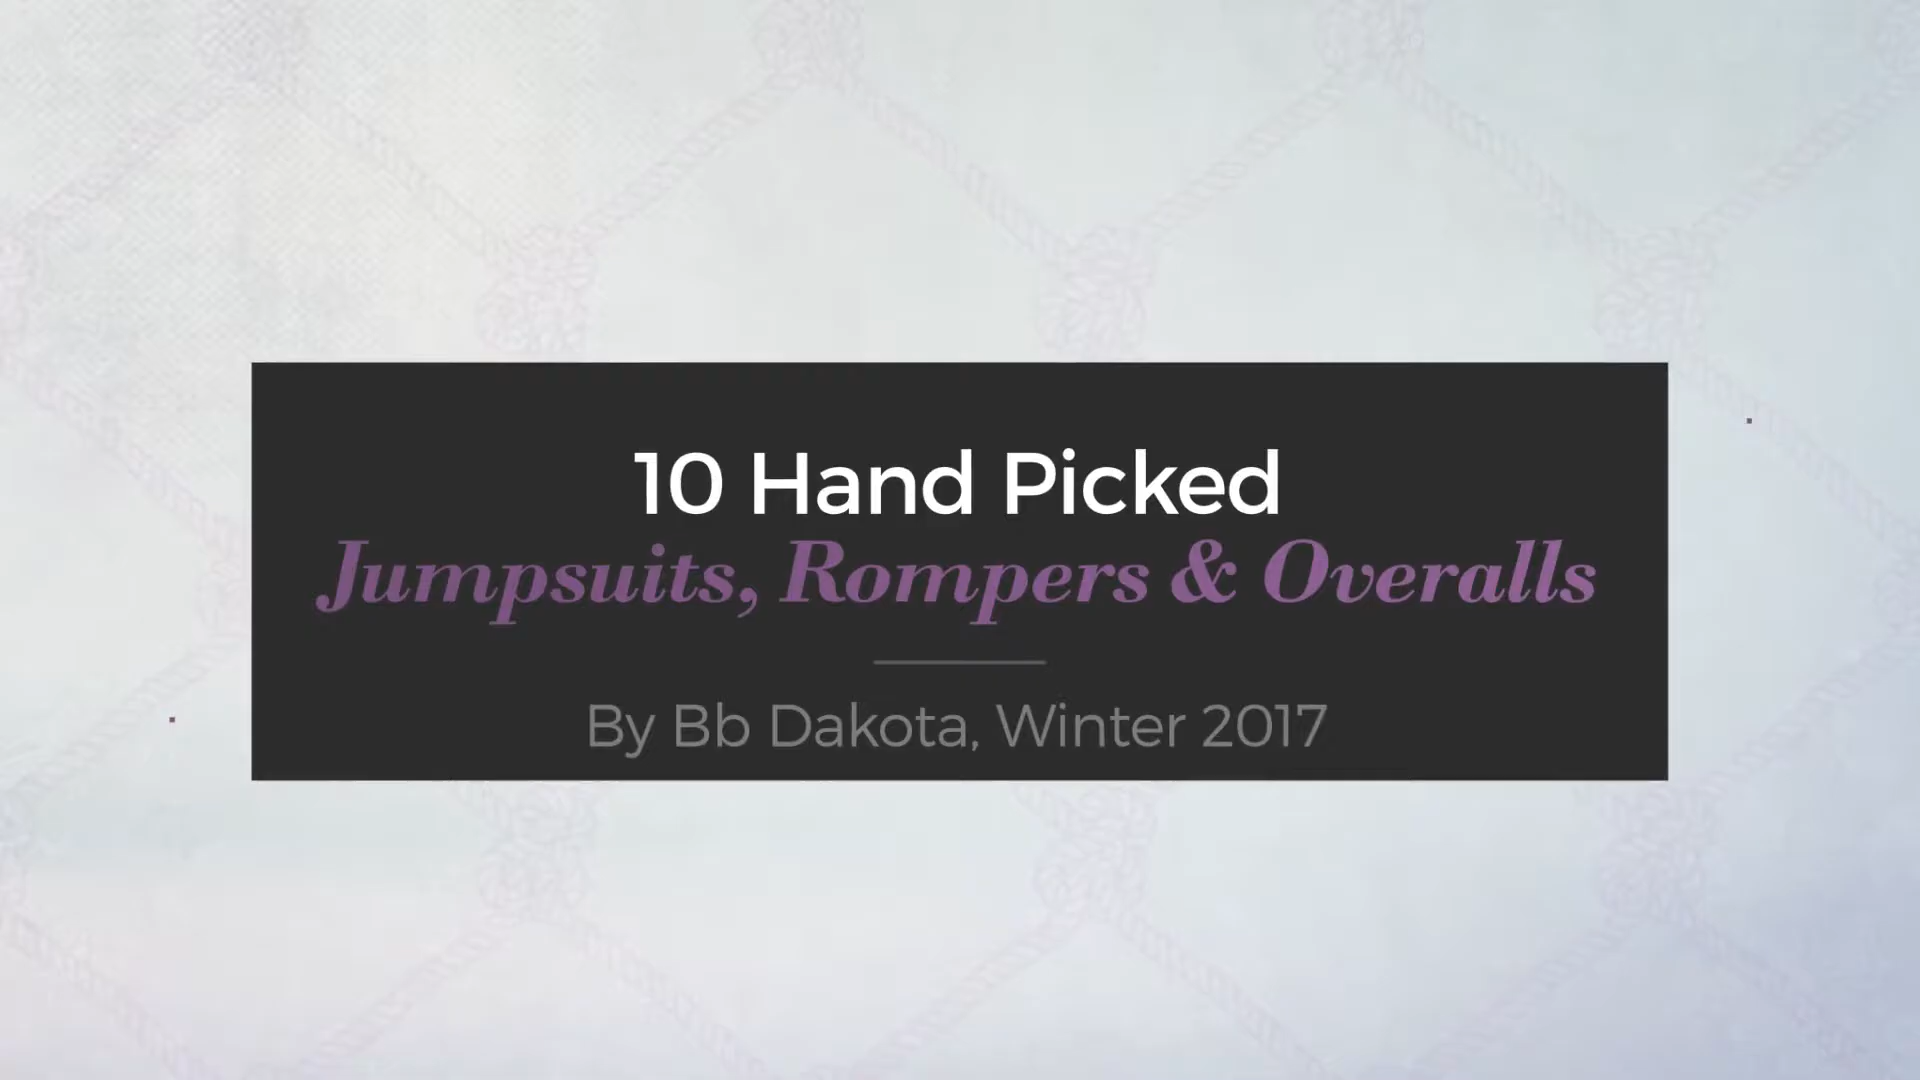 10 Hand Picked
Jumpsuits, Rompers & Overalls
By Bb Dakota, Winter 2017